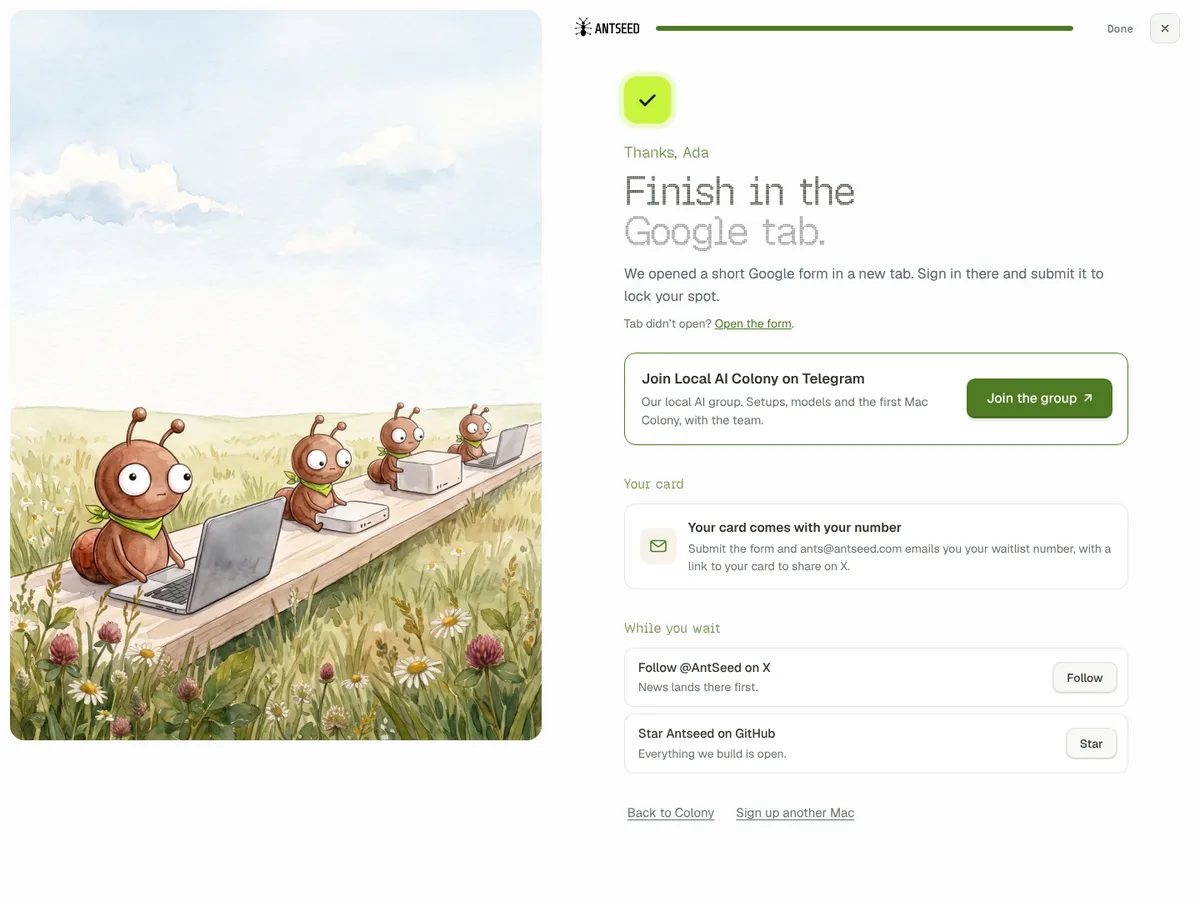 ANTSEED
Done
Thanks, Ada
Finish in the
Google tab.
We opened a short Google form in a new tab. Sign in there and submit it to
lock your spot.
Tab didn't open? Open the form.
Join Local AI Colony on Telegram
Our local AI group. Setups, models and the first Mac
Colony, with the team.
Join the group ↗
Your card
Your card comes with your number
Submit the form and ants@antseed.com emails you your waitlist number, with a
link to your card to share on X.
While you wait
Follow @AntSeed on X
News lands there first.
Follow
Star Antseed on GitHub
Everything we build is open.
Star
Back to Colony Sign up another Mac